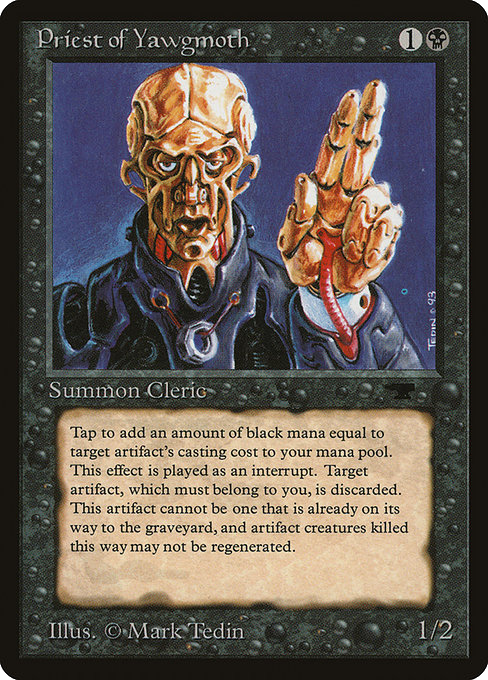 Priest of Yawgmoth 1
TEDIN © 93
Summon Cleric
Tap to add an amount of black mana equal to
target artifact's casting cost to your mana pool.
This effect is played as an interrupt. Target
artifact, which must belong to you, is discarded.
This artifact cannot be one that is already on its
way to the graveyard, and artifact creatures killed
this way may not be regenerated.
Illus. © Mark Tedin 1/2